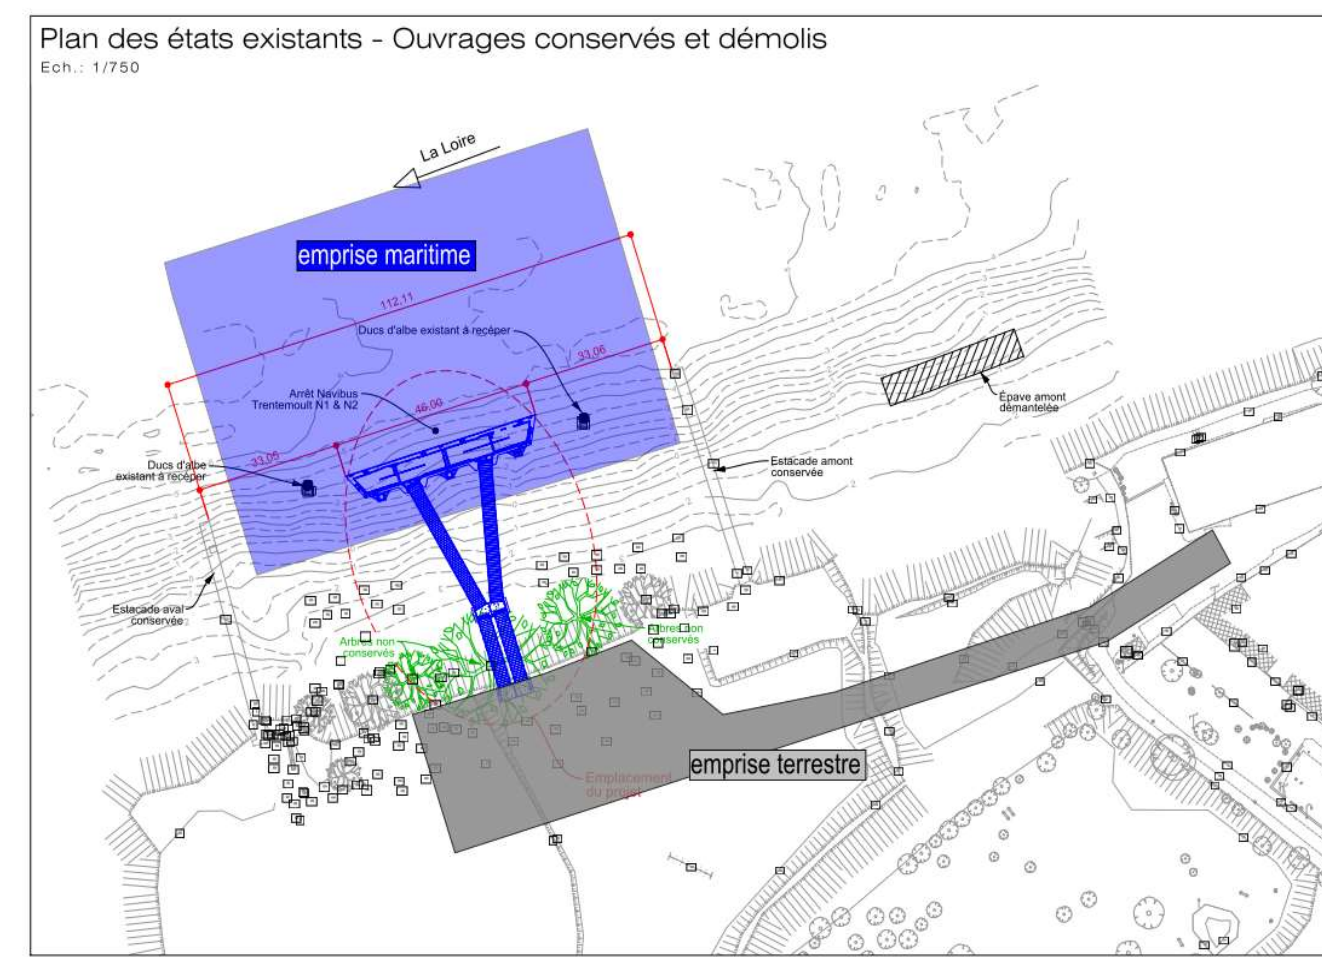 Plan des états existants - Ouvrages conservés et démolis
Ech.: 1/750
La Loire
emprise maritime
112,11
Ducs d'albe existant à recéper
33,06
Arrêt Navibus
Trentemoult N1 & N2
46,00
Épave amont
démantelée
33,05
Ducs d'albe
existant à recéper
Estacade amont
conservée
Estacade aval
conservée
Arbres non
conservés
Arbres non
conservés
emprise terrestre
Emplacement
du projet